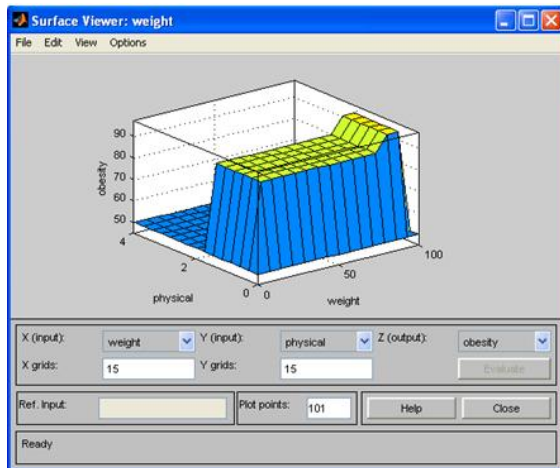 Surface Viewer: weight
File Edit View Options
90
80
70
60
50
obesity
4
2
0
physical
0
50
100
weight
X (input): weight Y (input): physical Z (output): obesity
X grids: 15 Y grids: 15 Evaluate
Ref. Input: Plot points: 101 Help Close
Ready